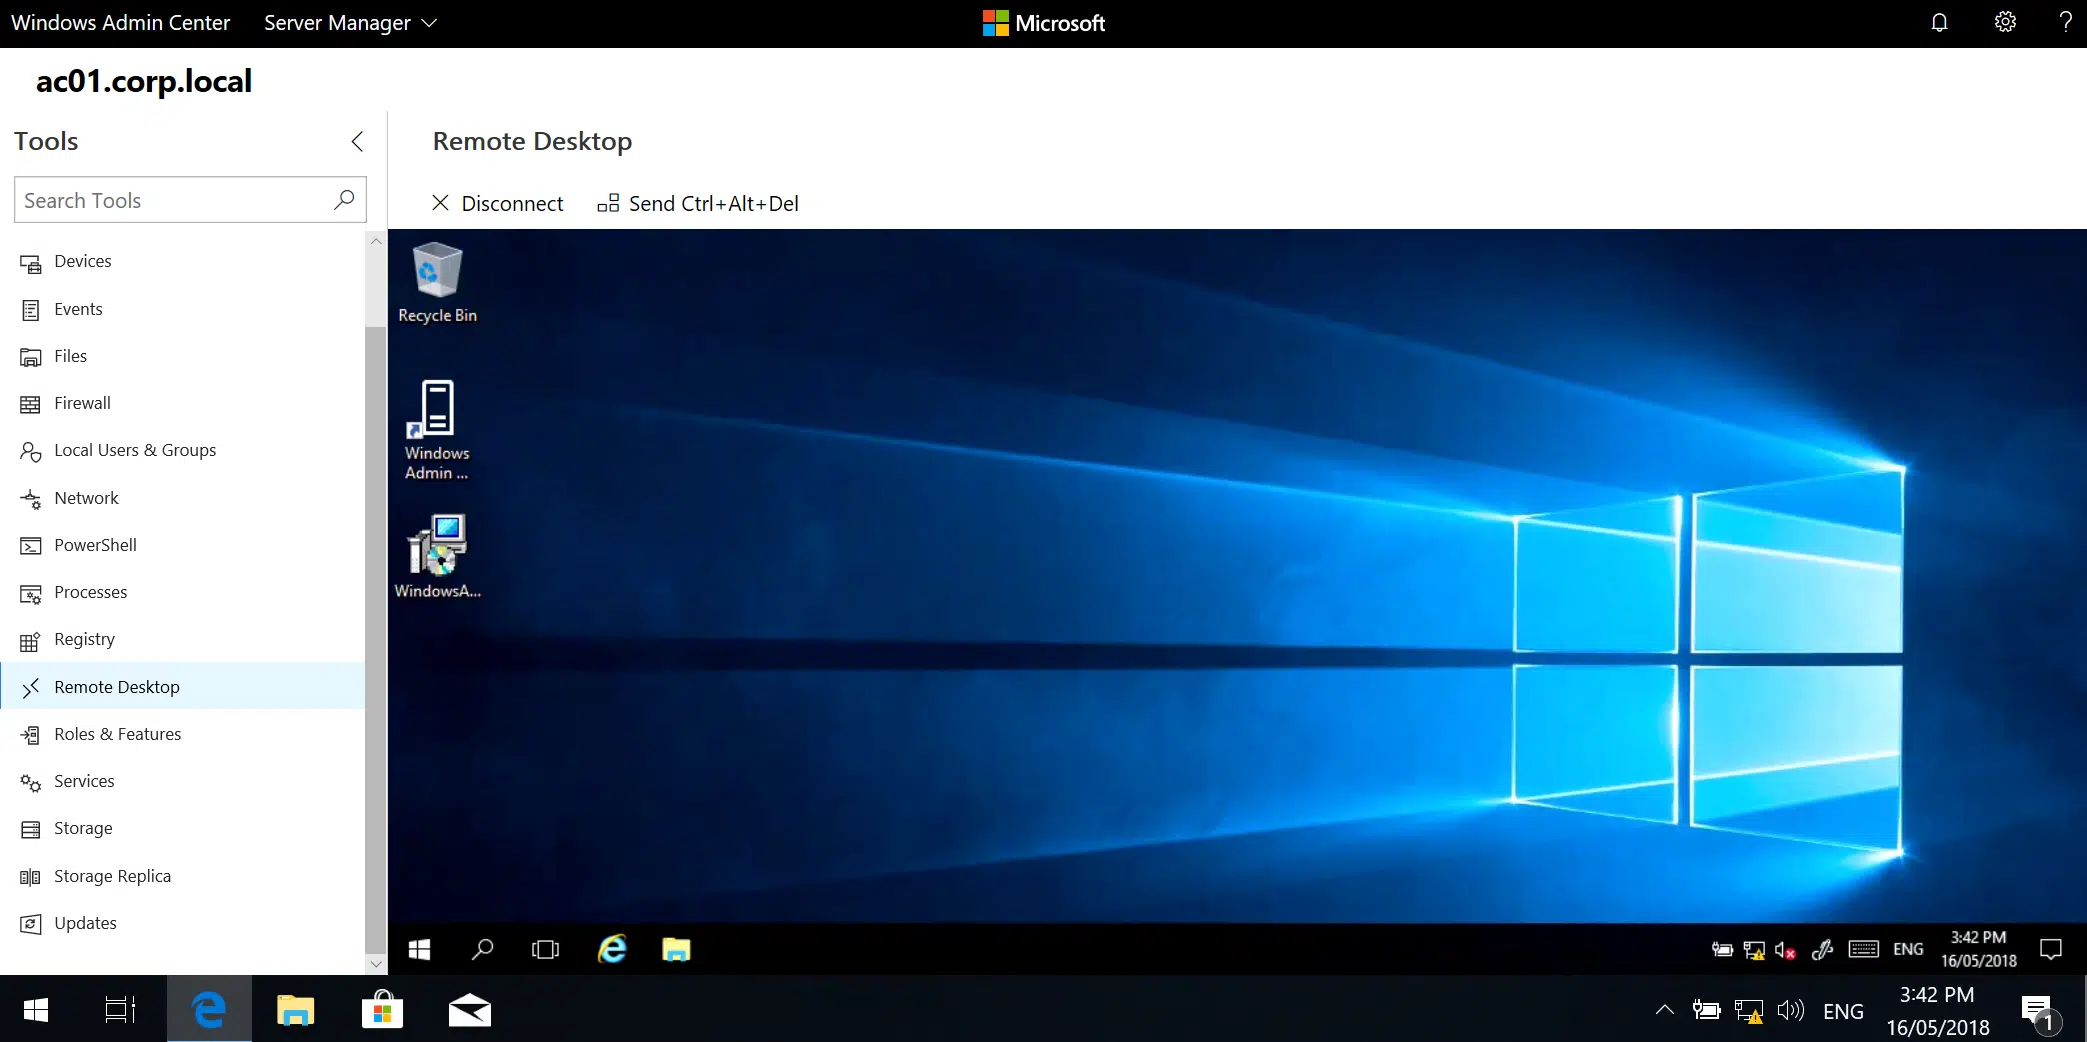 Windows Admin Center
Server Manager
Microsoft
?
ac01.corp.local
Tools
Search Tools
Devices
Events
Files
Firewall
Local Users & Groups
Network
PowerShell
Processes
Registry
Remote Desktop
Roles & Features
Services
Storage
Storage Replica
Updates
Remote Desktop
Disconnect
Send Ctrl+Alt+Del
Recycle Bin
Windows
Admin ...
WindowsA...
ENG
3:42 PM
16/05/2018
ENG
3:42 PM
16/05/2018
1